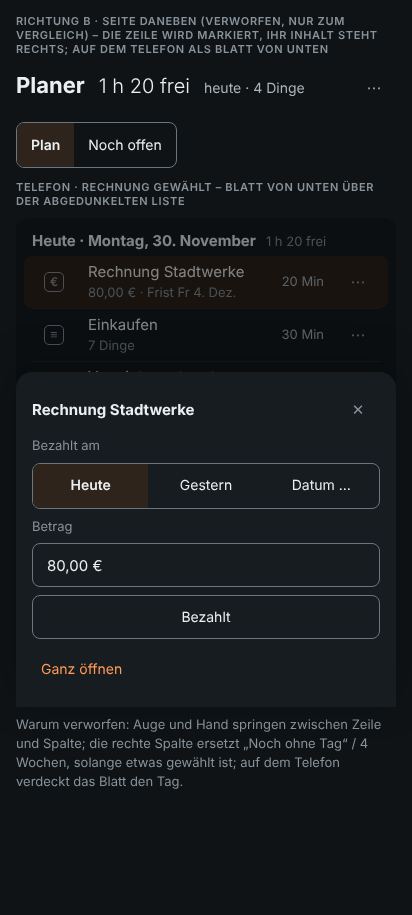 RICHTUNG B · SEITE DANEBEN (VERWORFEN, NUR ZUM
VERGLEICH) – DIE ZEILE WIRD MARKIERT, IHR INHALT STEHT
RECHTS; AUF DEM TELEFON ALS BLATT VON UNTEN
Planer 1 h 20 frei heute · 4 Dinge ...
Plan Noch offen
TELEFON · RECHNUNG GEWÄHLT – BLATT VON UNTEN ÜBER
DER ABGEDUNKELTEN LISTE
Heute · Montag, 30. November 1 h 20 frei
€ Rechnung Stadtwerke 20 Min ...
80,00 € · Frist Fr 4. Dez.
Einkaufen 30 Min ...
7 Dinge
Rechnung Stadtwerke ×
Bezahlt am
Heute Gestern Datum ...
Betrag
80,00 €
Bezahlt
Ganz öffnen
Warum verworfen: Auge und Hand springen zwischen Zeile
und Spalte; die rechte Spalte ersetzt „Noch ohne Tag“ / 4
Wochen, solange etwas gewählt ist; auf dem Telefon
verdeckt das Blatt den Tag.